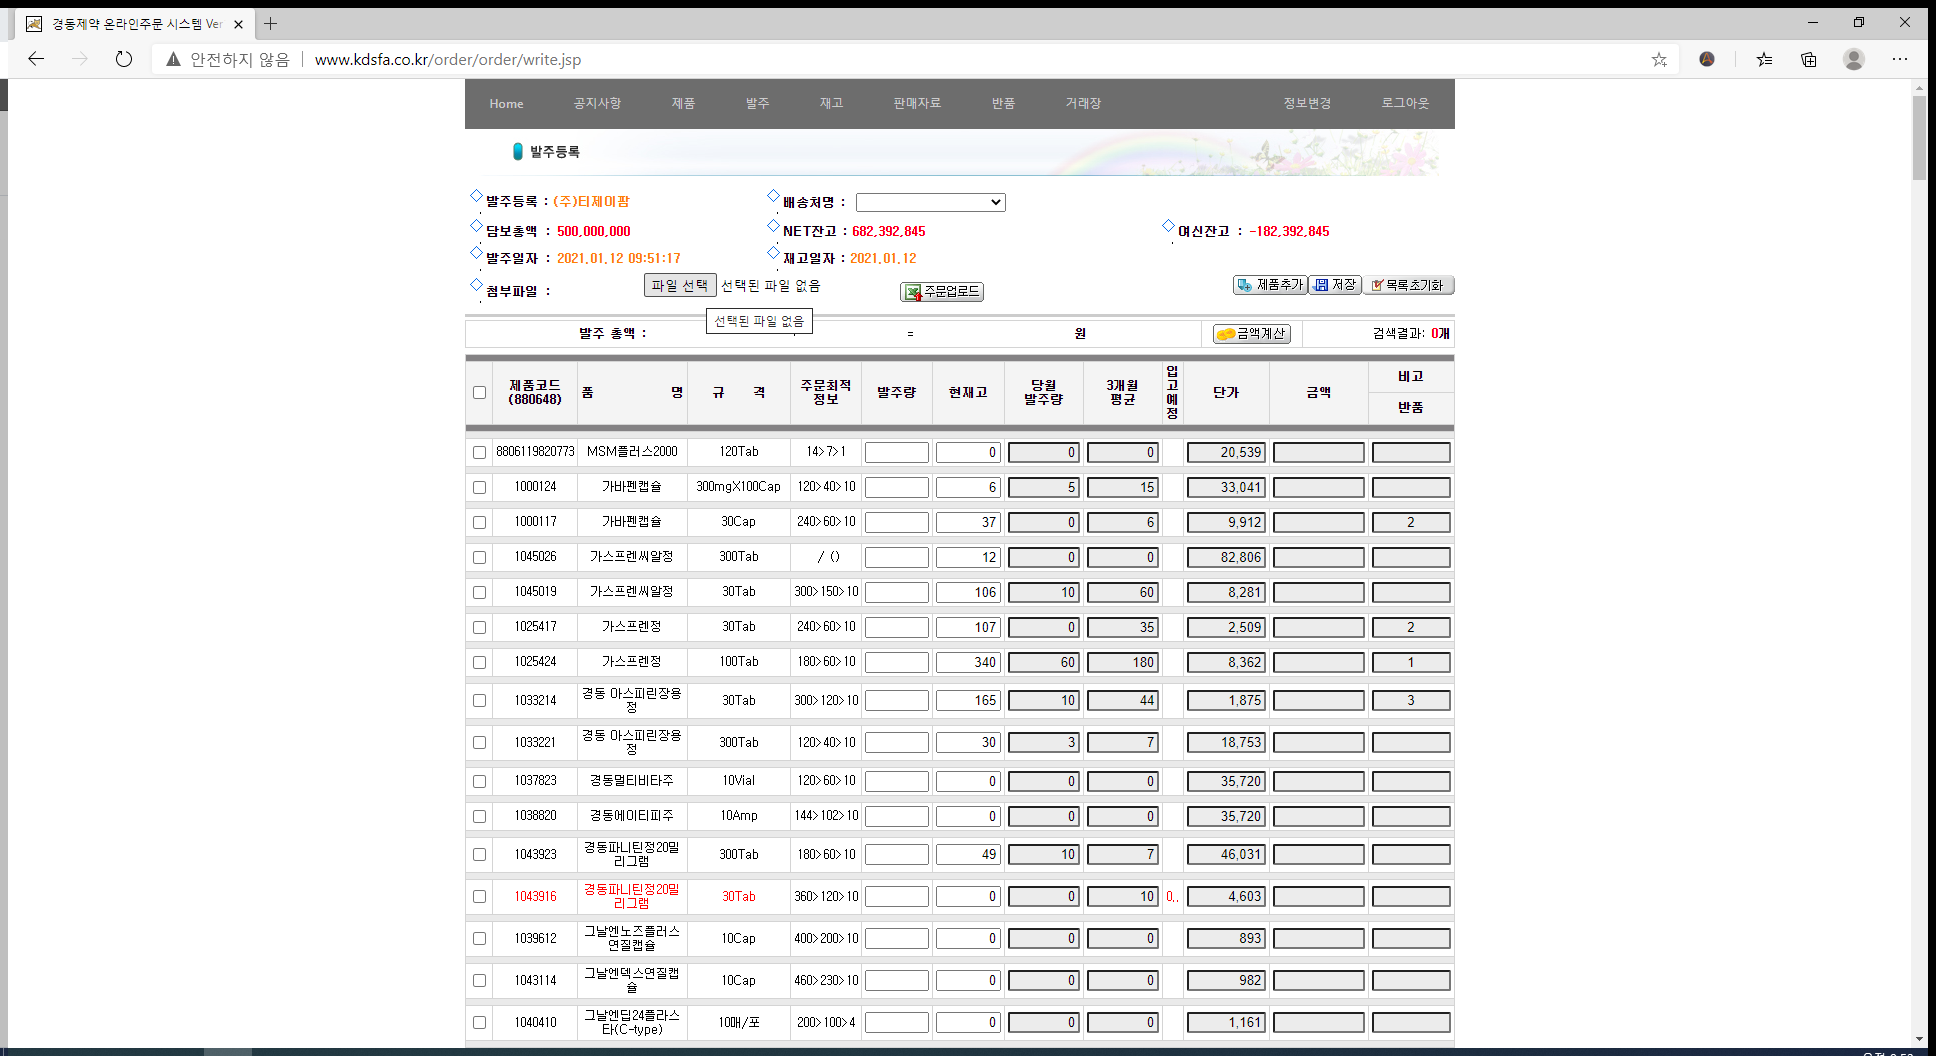 경동제약 온라인주문 시스템 Ver
안전하지 않음 www.kdsfa.co.kr/order/order/write.jsp
Home 공지사항 제품 발주 재고 판매자료 반품 거래장 정보변경 로그아웃
발주등록
발주등록 : (주)티제이팜 배송처명 :
담보총액 : 500,000,000 NET잔고 : 682,392,845 여신잔고 : -182,392,845
발주일자 : 2021.01.12 09:51:17 재고일자 : 2021.01.12
첨부파일 : 파일 선택 선택된 파일 없음 주문업로드 제품추가 저장 목록초기화
선택된 파일 없음
발주 총액 : = 원 금액계산 검색결과: 0개
제품코드 (880648) 품 명 규 격 주문최적 정보 발주량 현재고 당월 발주량 3개월 평균 입고예정 단가 금액 비고 반품
8806119820773 MSM플러스2000 120Tab 14>7>1 0 0 0 20,539
1000124 가바펜캡슐 300mgX100Cap 120>40>10 6 5 15 33,041
1000117 가바펜캡슐 30Cap 240>60>10 37 0 6 9,912 2
1045026 가스프렌씨알정 300Tab / () 12 0 0 82,806
1045019 가스프렌씨알정 30Tab 300>150>10 106 10 60 8,281
1025417 가스프렌정 30Tab 240>60>10 107 0 35 2,509 2
1025424 가스프렌정 100Tab 180>60>10 340 60 180 8,362 1
1033214 경동 아스피린장용정 30Tab 300>120>10 165 10 44 1,875 3
1033221 경동 아스피린장용정 300Tab 120>40>10 30 3 7 18,753
1037823 경동멀티비타주 10Vial 120>60>10 0 0 0 35,720
1038820 경동에이티피주 10Amp 144>102>10 0 0 0 35,720
1043923 경동파니틴정20밀리그램 300Tab 180>60>10 49 10 7 46,031
1043916 경동파니틴정20밀리그램 30Tab 360>120>10 0 0 10 0.. 4,603
1039612 그날엔노즈플러스연질캡슐 10Cap 400>200>10 0 0 0 893
1043114 그날엔덱스연질캡슐 10Cap 460>230>10 0 0 0 982
1040410 그날엔딥24플라스타(C-type) 10매/포 200>100>4 0 0 0 1,161